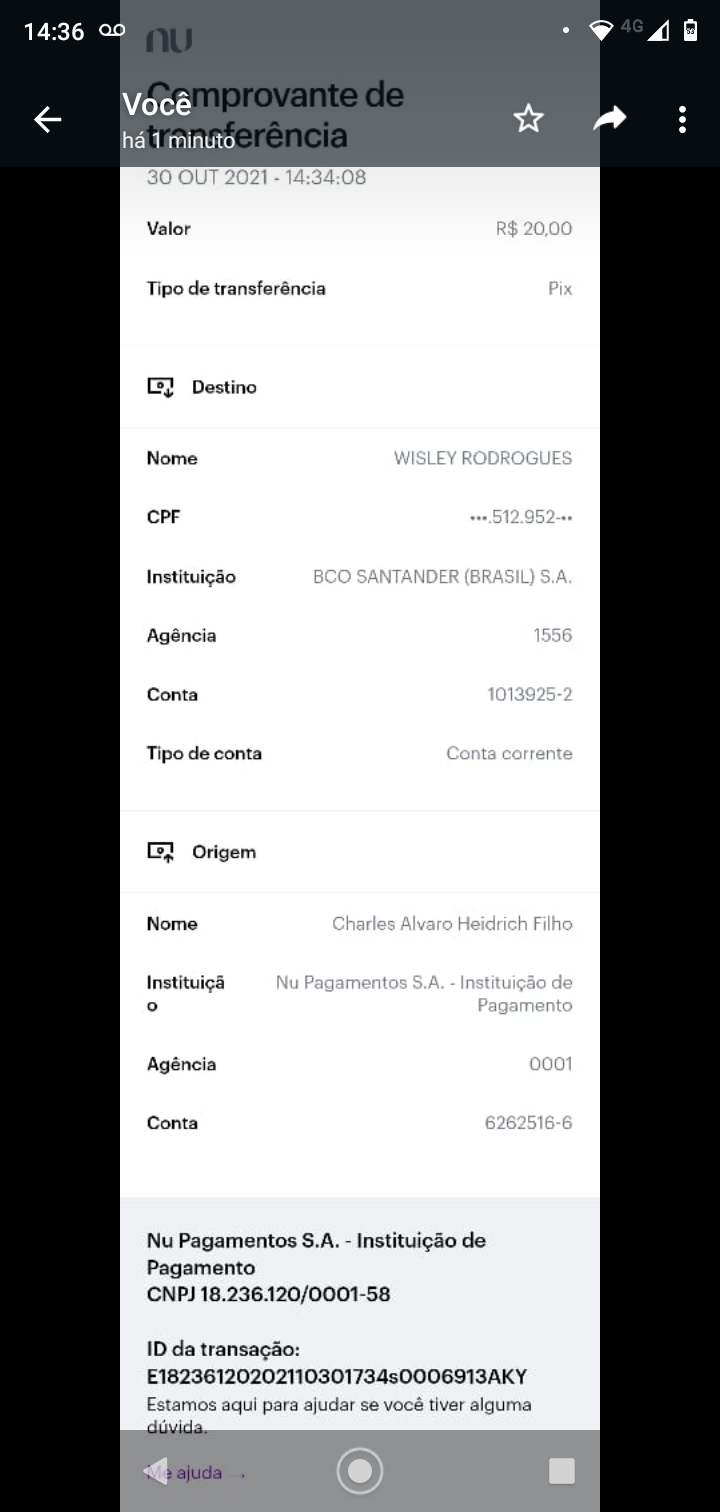 14:36
4G
nu
Comprovante de
transferência
Você
há 1 minuto
30 OUT 2021 - 14:34:08
Valor R$ 20,00
Tipo de transferência Pix
Destino
Nome WISLEY RODROGUES
CPF •••.512.952-••
Instituição BCO SANTANDER (BRASIL) S.A.
Agência 1556
Conta 1013925-2
Tipo de conta Conta corrente
Origem
Nome Charles Alvaro Heidrich Filho
Instituiçã Nu Pagamentos S.A. - Instituição de
o Pagamento
Agência 0001
Conta 6262516-6
Nu Pagamentos S.A. - Instituição de
Pagamento
CNPJ 18.236.120/0001-58
ID da transação:
E18236120202110301734s0006913AKY
Estamos aqui para ajudar se você tiver alguma
dúvida.
Me ajuda →